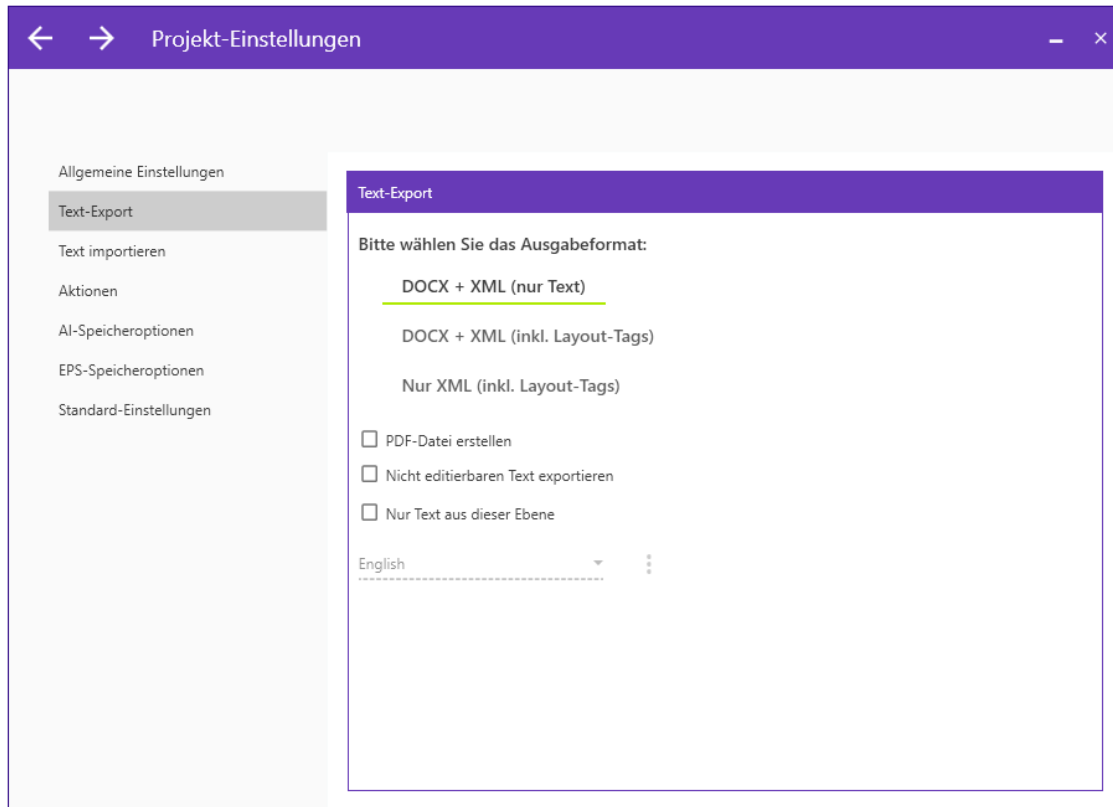 Projekt-Einstellungen
Allgemeine Einstellungen
Text-Export
Text importieren
Aktionen
AI-Speicheroptionen
EPS-Speicheroptionen
Standard-Einstellungen
Text-Export
Bitte wählen Sie das Ausgabeformat:
DOCX + XML (nur Text)
DOCX + XML (inkl. Layout-Tags)
Nur XML (inkl. Layout-Tags)
PDF-Datei erstellen
Nicht editierbaren Text exportieren
Nur Text aus dieser Ebene
English